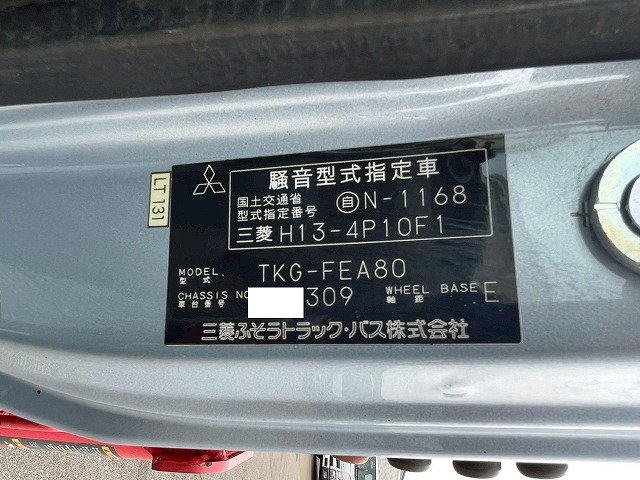 LT131
騒音型式指定車
国土交通省
型式指定番号
自N-1168
三菱 H13-4P10F1
MODEL. TKG-FEA80
型式
CHASSIS NO 309 WHEEL BASE E
車台番号 軸距
三菱ふそうトラック・バス株式会社